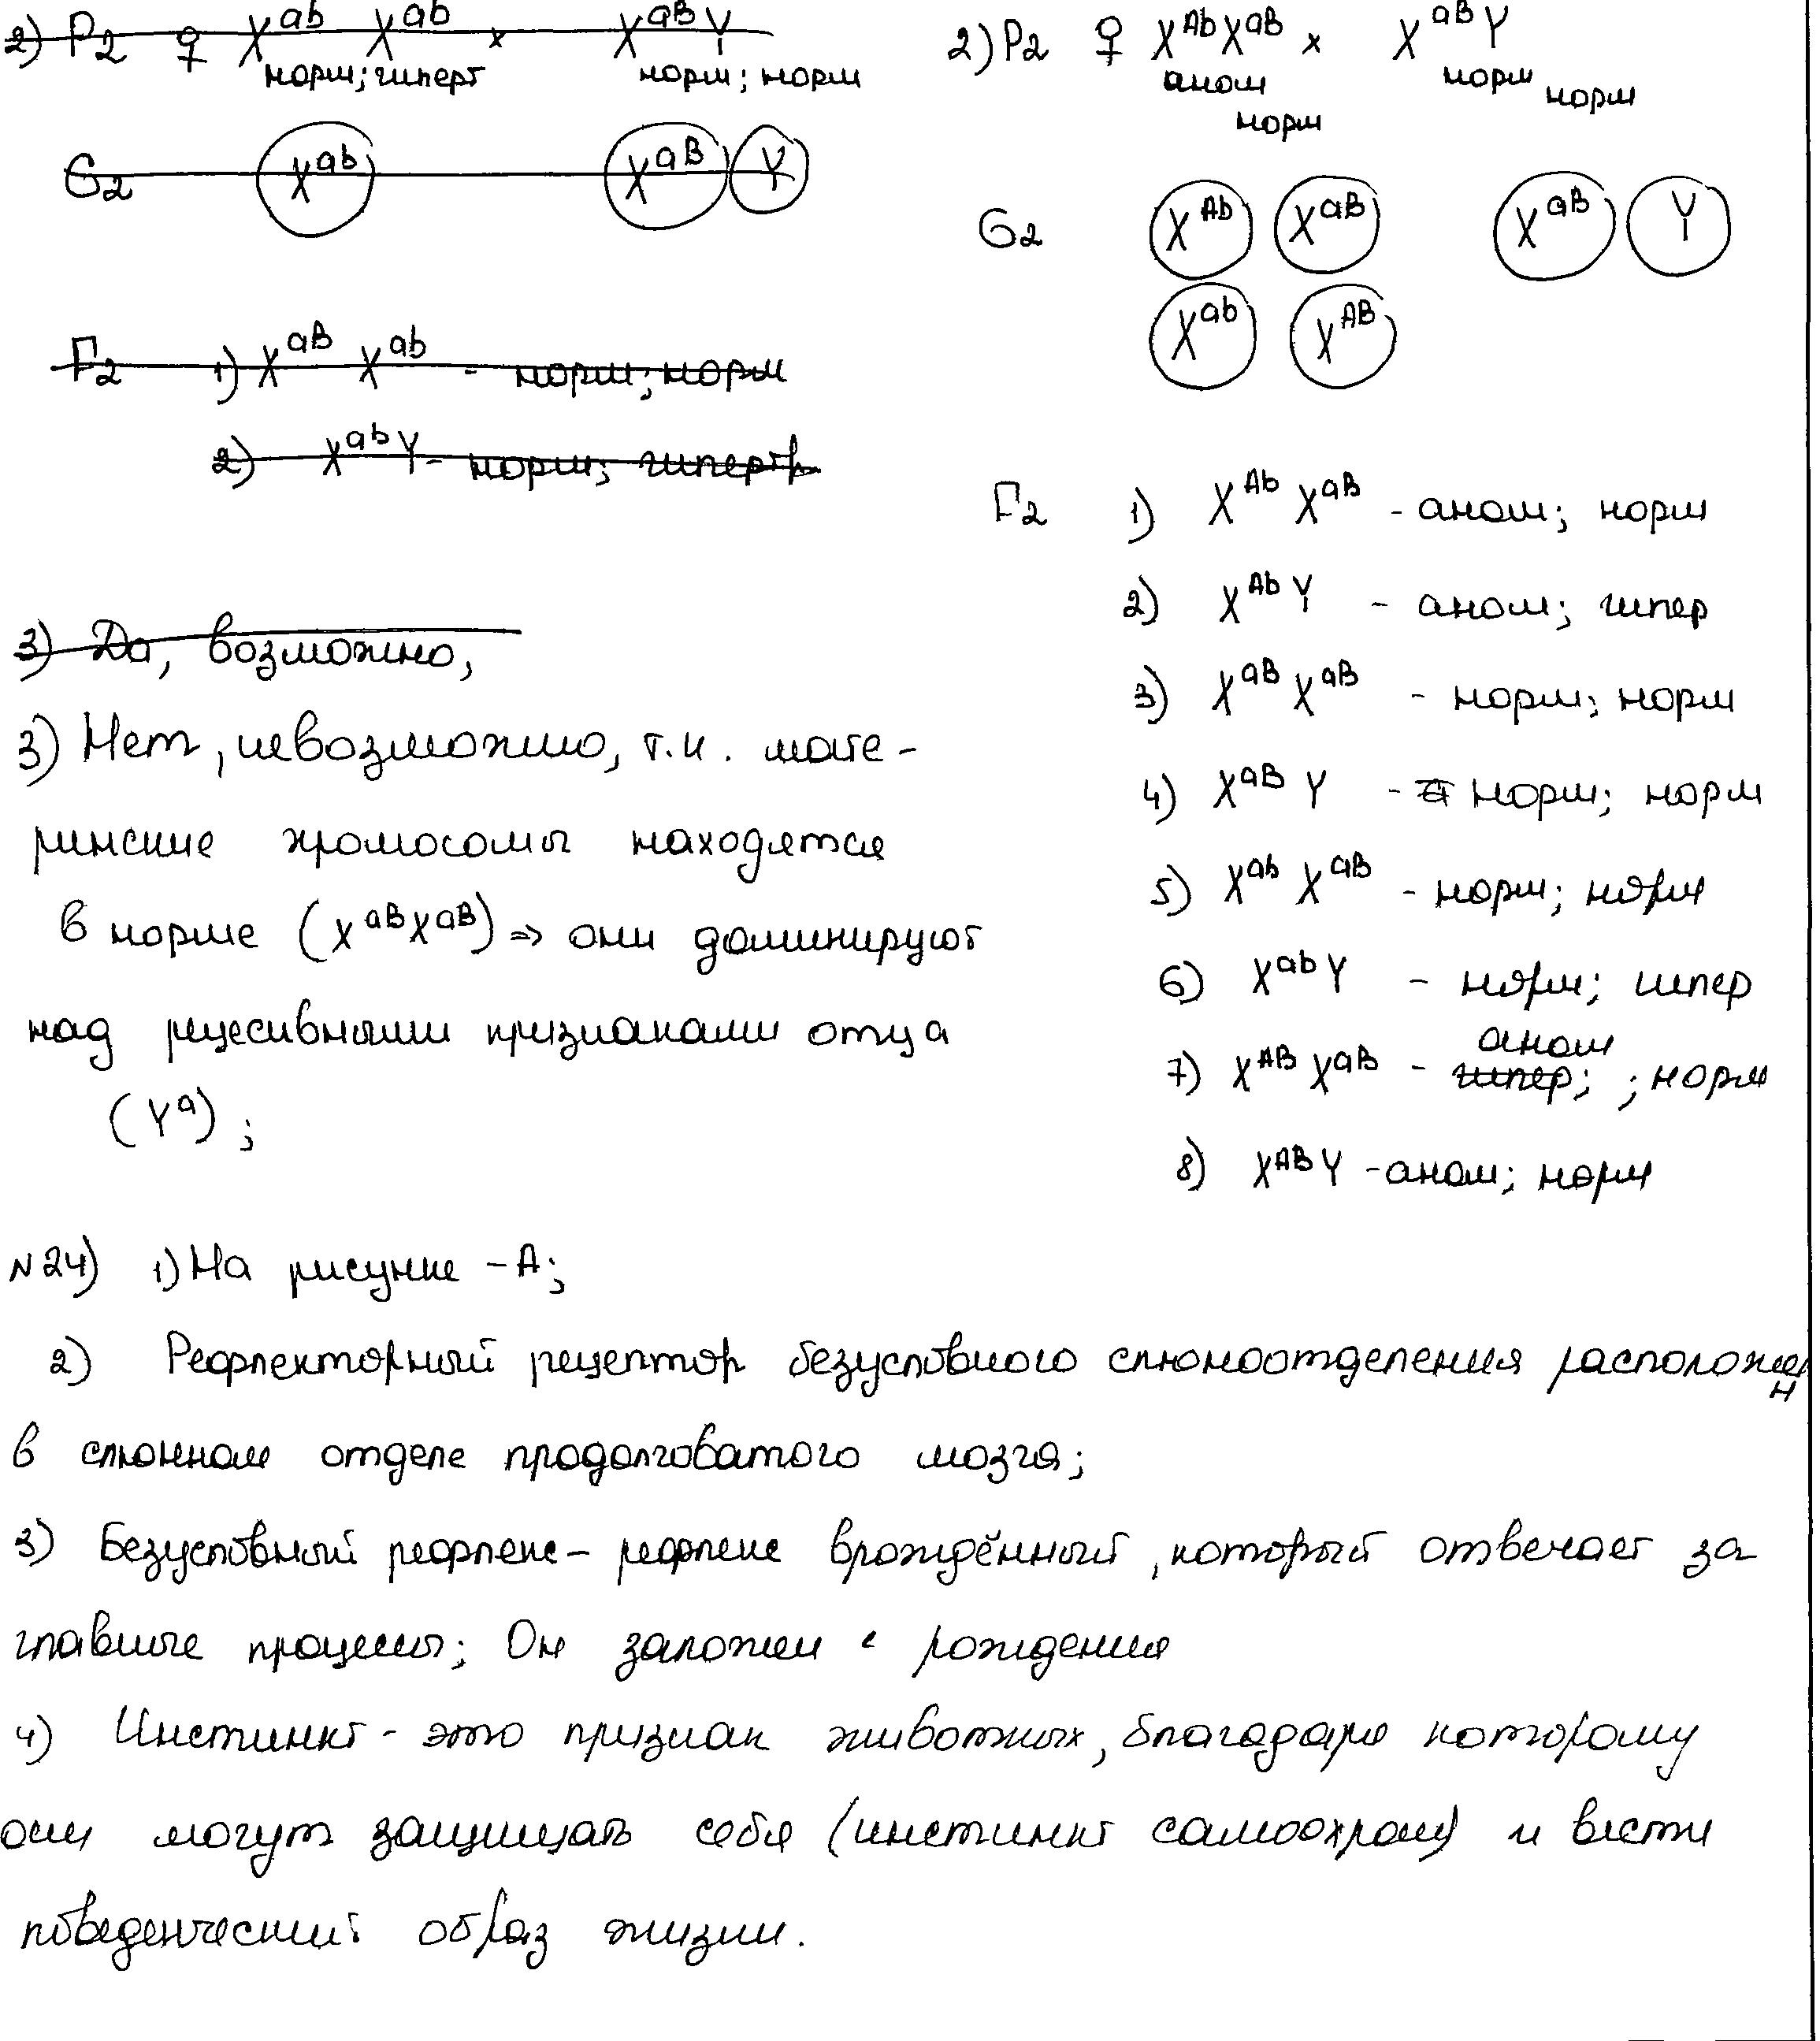 2) P2 ♀ X^ab X^ab × X^aB Y
норм; гиперт норм; норм
G2 X^ab X^aB Y
F2 1) X^aB X^ab - норм; норм
2) X^ab Y - норм; гипертр
3) Да, возможно,
3) Нет, невозможно, т.к. мате-
ринские хромосомы находятся
в норме (X^aB X^aB) => они доминируют
над рецесивными признаками отца
(Y^a);
2) P2 ♀ X^Ab X^aB × X^aB Y
аном норм
норм норм
G2 X^Ab X^aB X^aB Y
X^ab X^AB
F2 1) X^Ab X^aB - аном; норм
2) X^Ab Y - аном; гипер
3) X^aB X^aB - норм; норм
4) X^aB Y - норм; норм
5) X^ab X^aB - норм; норм
6) X^ab Y - норм; гипер
аном
7) X^AB X^aB - гипер; ; норм
8) X^AB Y - аном; норм
N24) 1) На рисунке - А;
2) Рефлекторный рецептор безусловного слюноотделения расположен
в слюнном отделе продолговатого мозга;
3) Безусловный рефлекс - рефлекс врождённый, который отвечает за
главные процессы; Он заложен с рождения
4) Инстинкт - это признак животных, благодаря которому
они могут защищать себя (инстинкт самоохраны) и вести
поведенческий образ жизни.